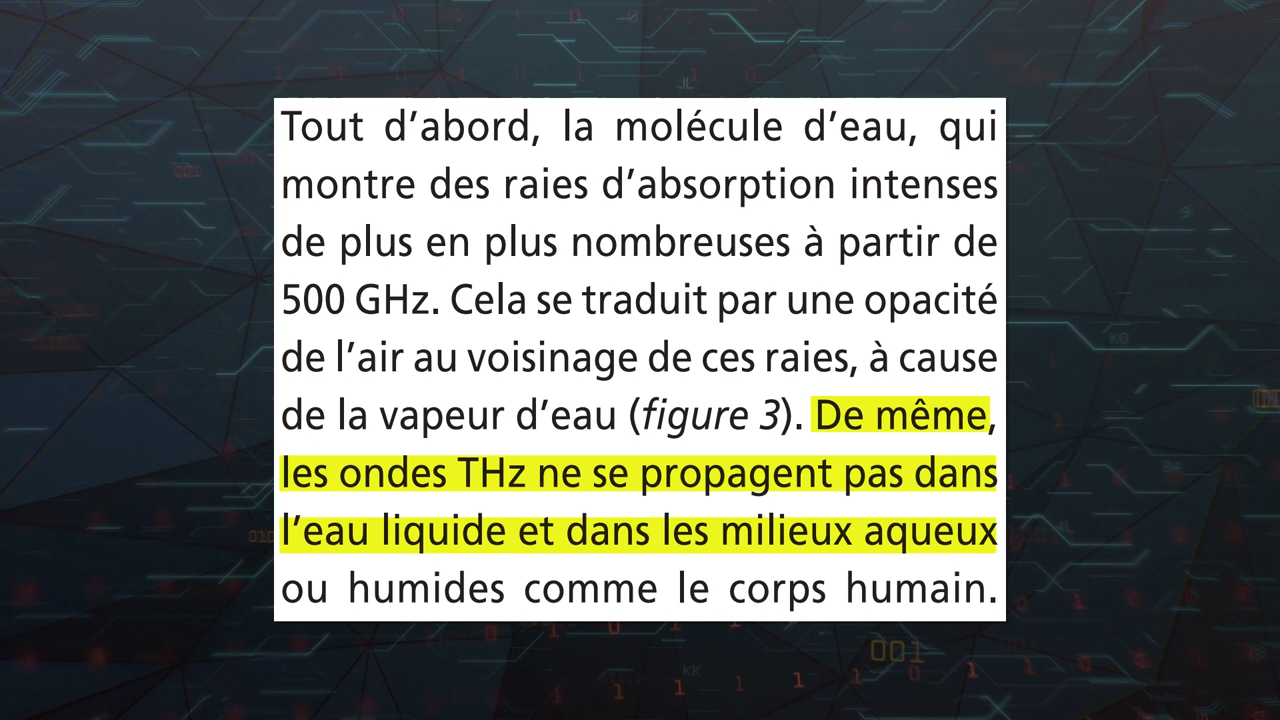 Tout d’abord, la molécule d’eau, qui
montre des raies d’absorption intenses
de plus en plus nombreuses à partir de
500 GHz. Cela se traduit par une opacité
de l’air au voisinage de ces raies, à cause
de la vapeur d’eau (figure 3). De même,
les ondes THz ne se propagent pas dans
l’eau liquide et dans les milieux aqueux
ou humides comme le corps humain.
001
KK